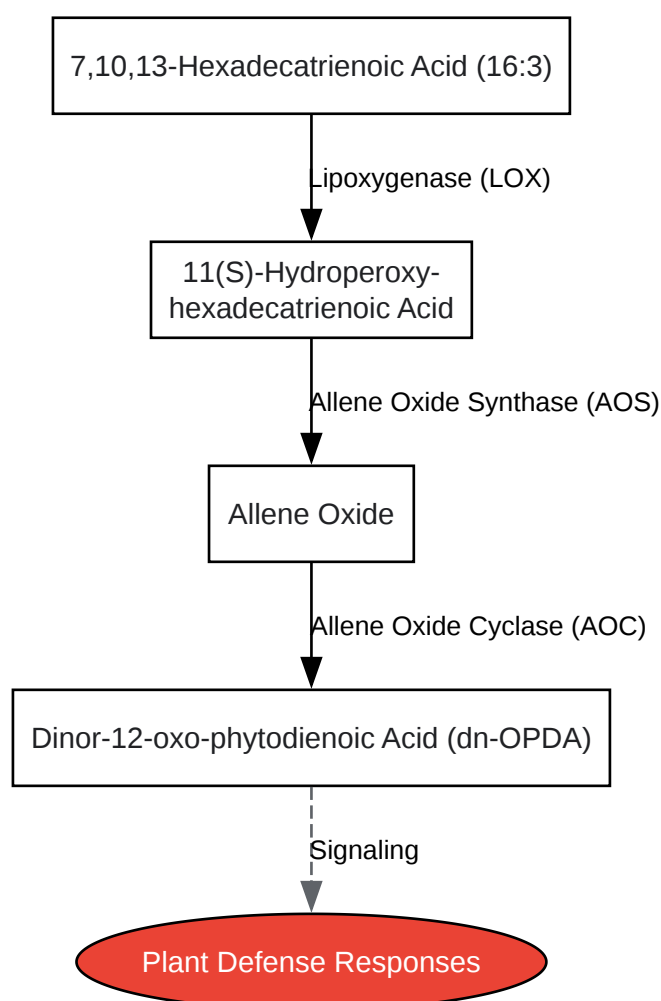 7,10,13-Hexadecatrienoic Acid (16:3)
Lipoxygenase (LOX)
11(S)-Hydroperoxy-
hexadecatrienoic Acid
Allene Oxide Synthase (AOS)
Allene Oxide
Allene Oxide Cyclase (AOC)
Dinor-12-oxo-phytodienoic Acid (dn-OPDA)
Signaling
Plant Defense Responses